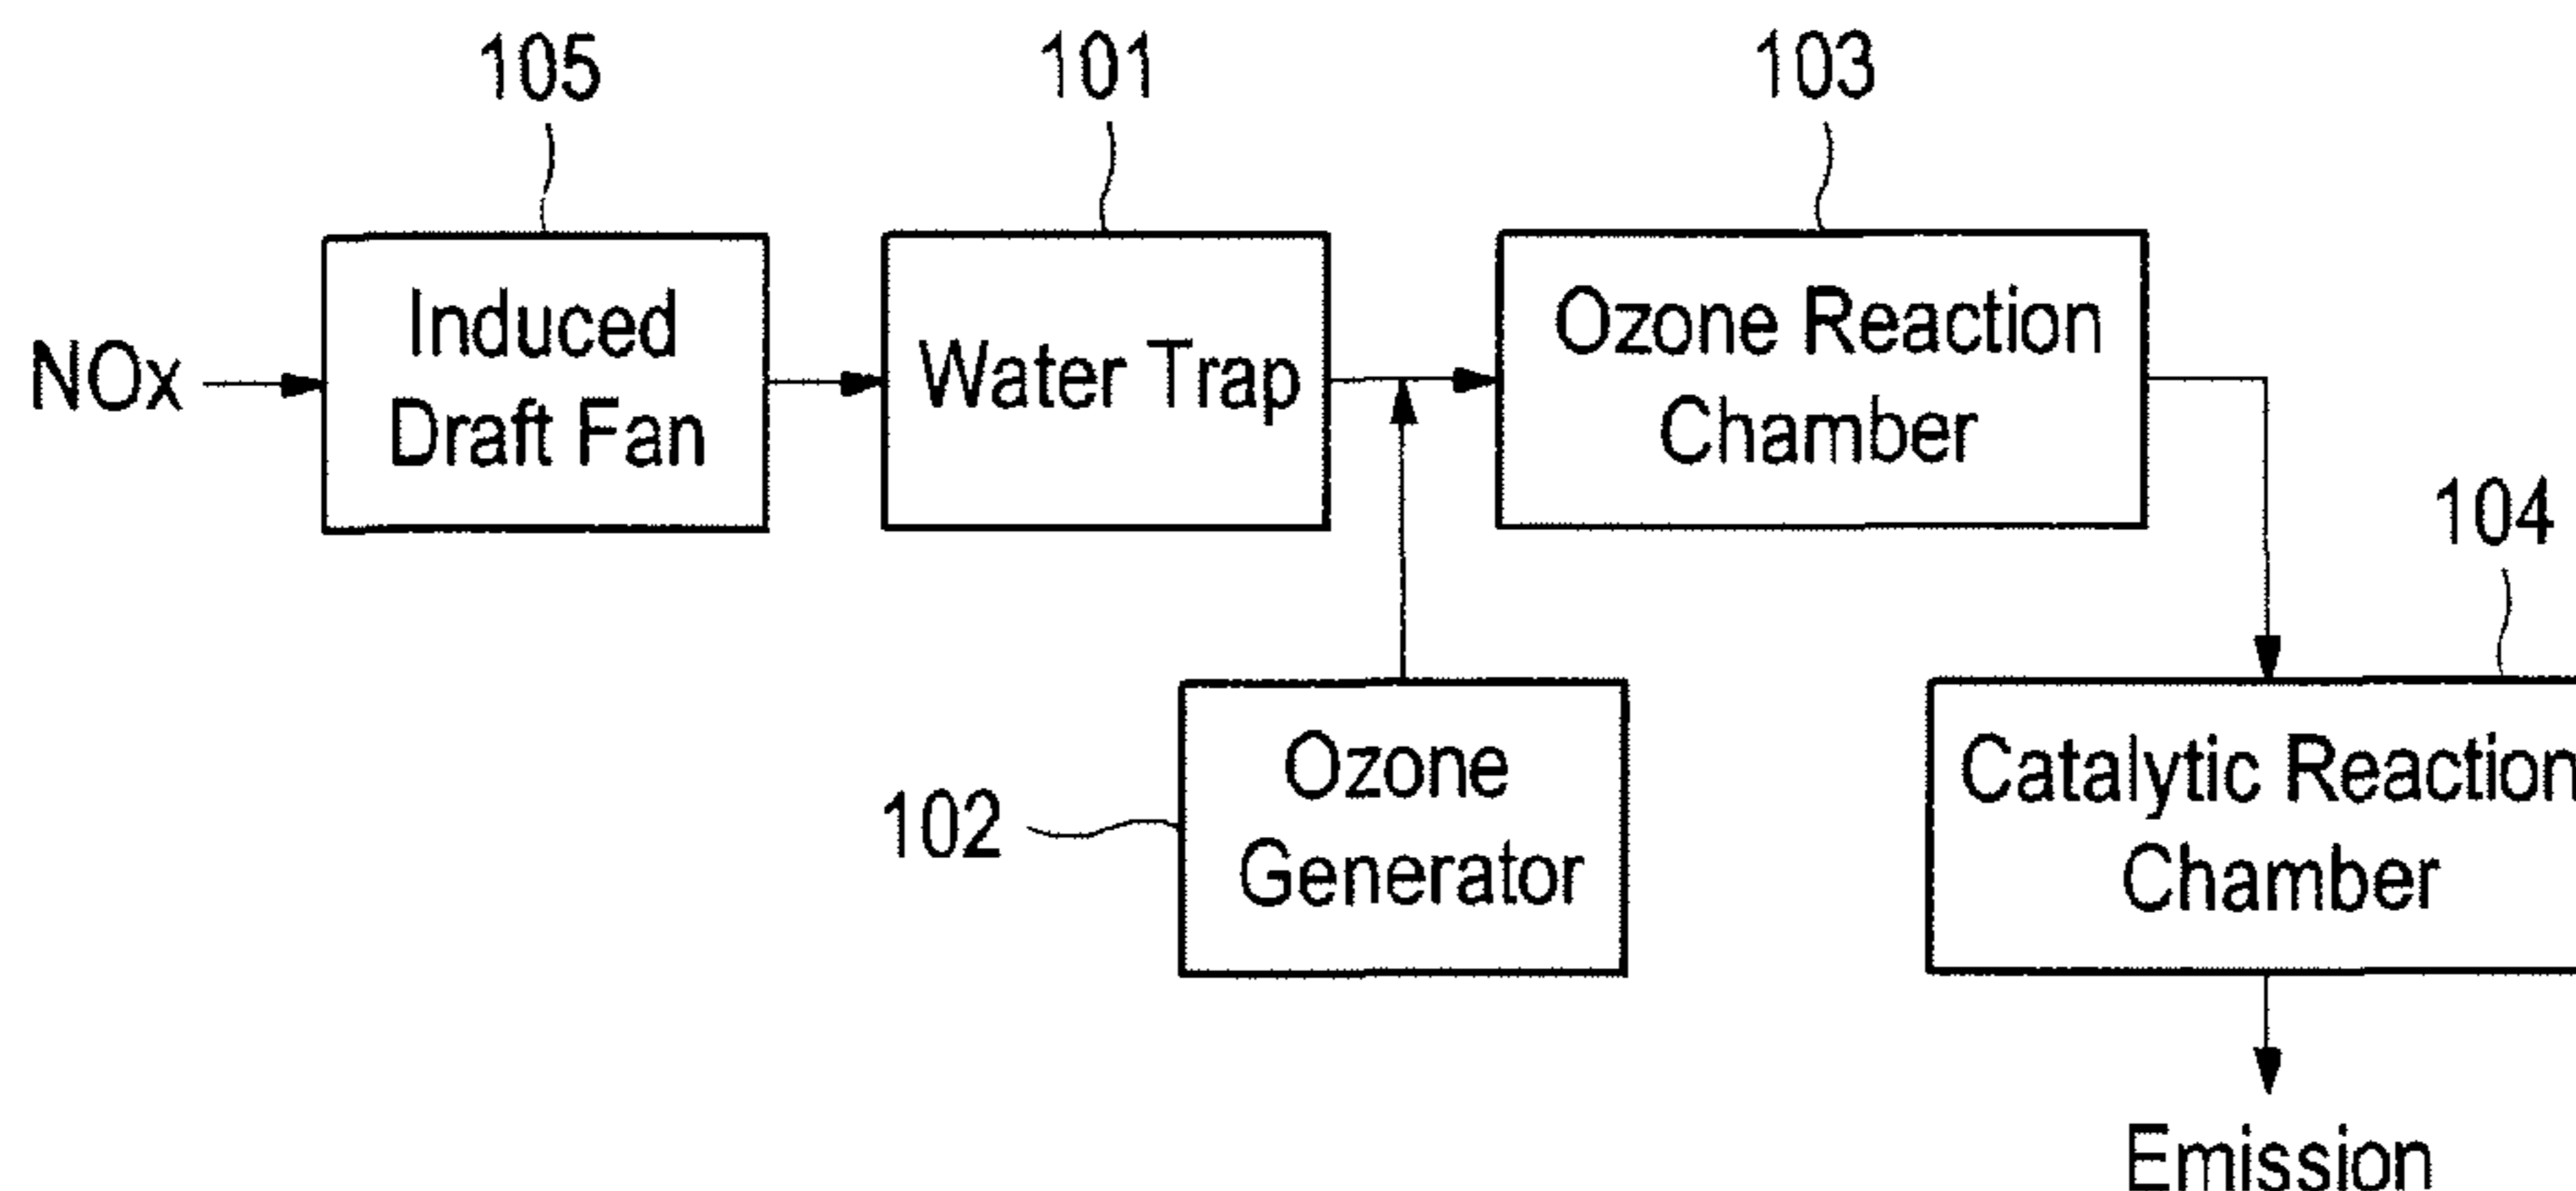 105
101
103
NOx
Induced
Draft Fan
Water Trap
Ozone Reaction
Chamber
104
102
Ozone
Generator
Catalytic Reaction
Chamber
Emission